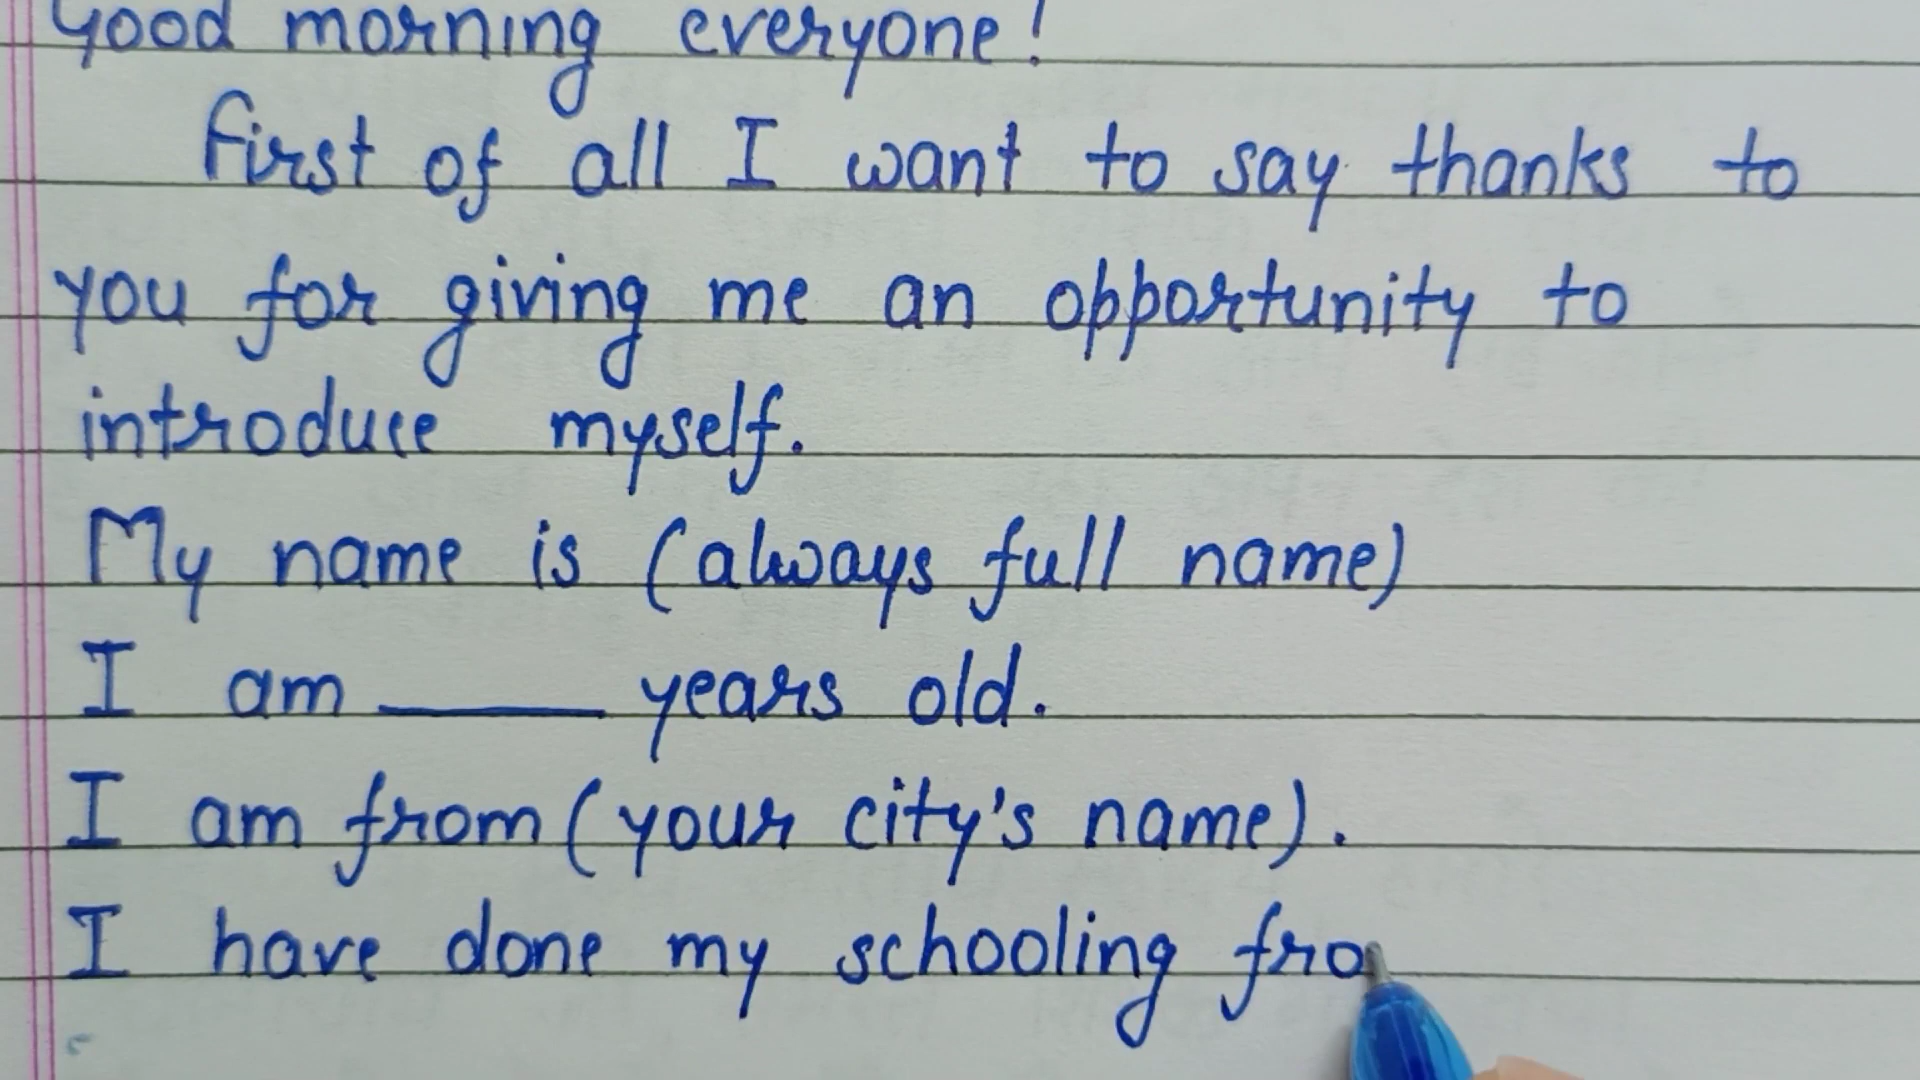 Good morning everyone!
First of all I want to say thanks to
you for giving me an opportunity to
introduce myself.
My name is (always full name)
I am ______ years old.
I am from (your city's name).
I have done my schooling fro